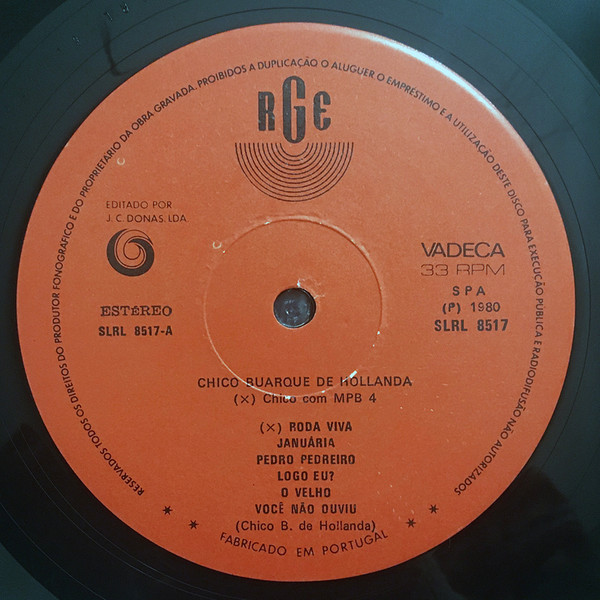 RESERVADOS TODOS OS DIREITOS DO PRODUTOR FONOGRAFICO E DO PROPRIETÁRIO DA OBRA GRAVADA. PROIBIDOS A DUPLICAÇÃO O ALUGUER O EMPRÉSTIMO E A UTILIZAÇÃO DESTE DISCO PARA EXECUÇÃO PÚBLICA E RADIODIFUSÃO NÃO AUTORIZADOS
RGE
EDITADO POR
J. C. DONAS, LDA
VADECA
33 RPM
SPA
(P) 1980
SLRL 8517
ESTÉREO
SLRL 8517-A
CHICO BUARQUE DE HOLLANDA
(×) Chico com MPB 4
(×) RODA VIVA
JANUÁRIA
PEDRO PEDREIRO
LOGO EU?
O VELHO
VOCÊ NÃO OUVIU
(Chico B. de Hollanda)
* * FABRICADO EM PORTUGAL * *